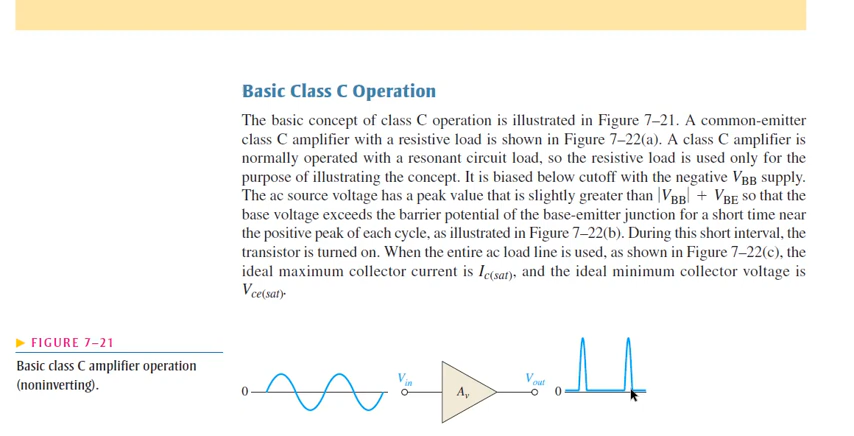 Basic Class C Operation
The basic concept of class C operation is illustrated in Figure 7–21. A common-emitter
class C amplifier with a resistive load is shown in Figure 7–22(a). A class C amplifier is
normally operated with a resonant circuit load, so the resistive load is used only for the
purpose of illustrating the concept. It is biased below cutoff with the negative VBB supply.
The ac source voltage has a peak value that is slightly greater than |VBB| + VBE so that the
base voltage exceeds the barrier potential of the base-emitter junction for a short time near
the positive peak of each cycle, as illustrated in Figure 7–22(b). During this short interval, the
transistor is turned on. When the entire ac load line is used, as shown in Figure 7–22(c), the
ideal maximum collector current is Ic(sat), and the ideal minimum collector voltage is
Vce(sat).
▶ FIGURE 7–21
Basic class C amplifier operation
(noninverting).
0
Vin
Av
Vout
0